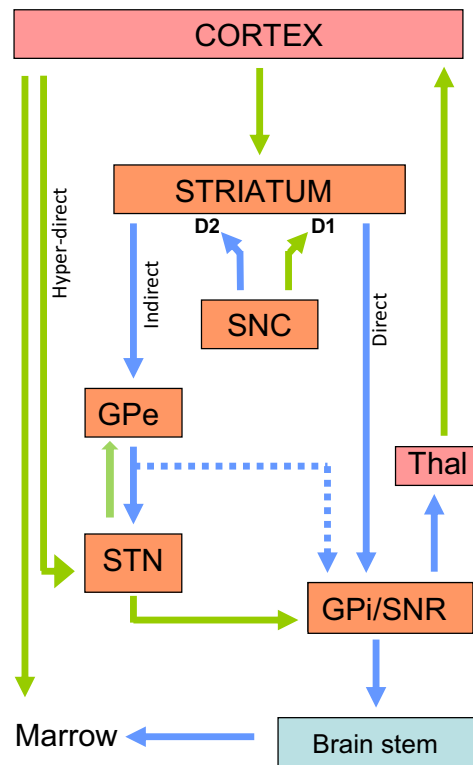 CORTEX
STRIATUM
D2
D1
Hyper-direct
Indirect
SNC
Direct
GPe
Thal
STN
GPi/SNR
Marrow
Brain stem